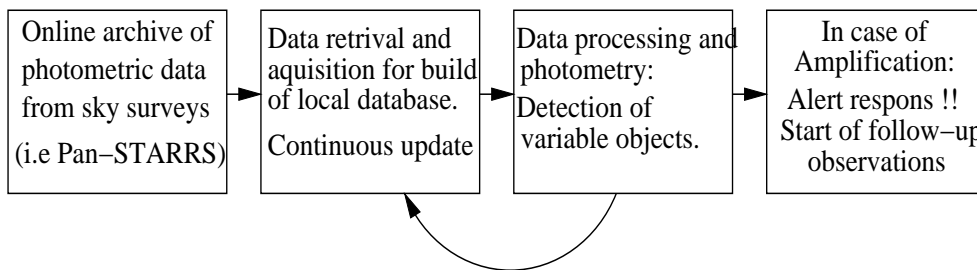 Online archive of
photometric data
from sky surveys
(i.e Pan−STARRS)
Data retrival and
aquisition for build
of local database.
Continuous update
Data processing and
photometry:
Detection of
variable objects.
In case of
Amplification:
Alert respons !!
Start of follow−up
observations